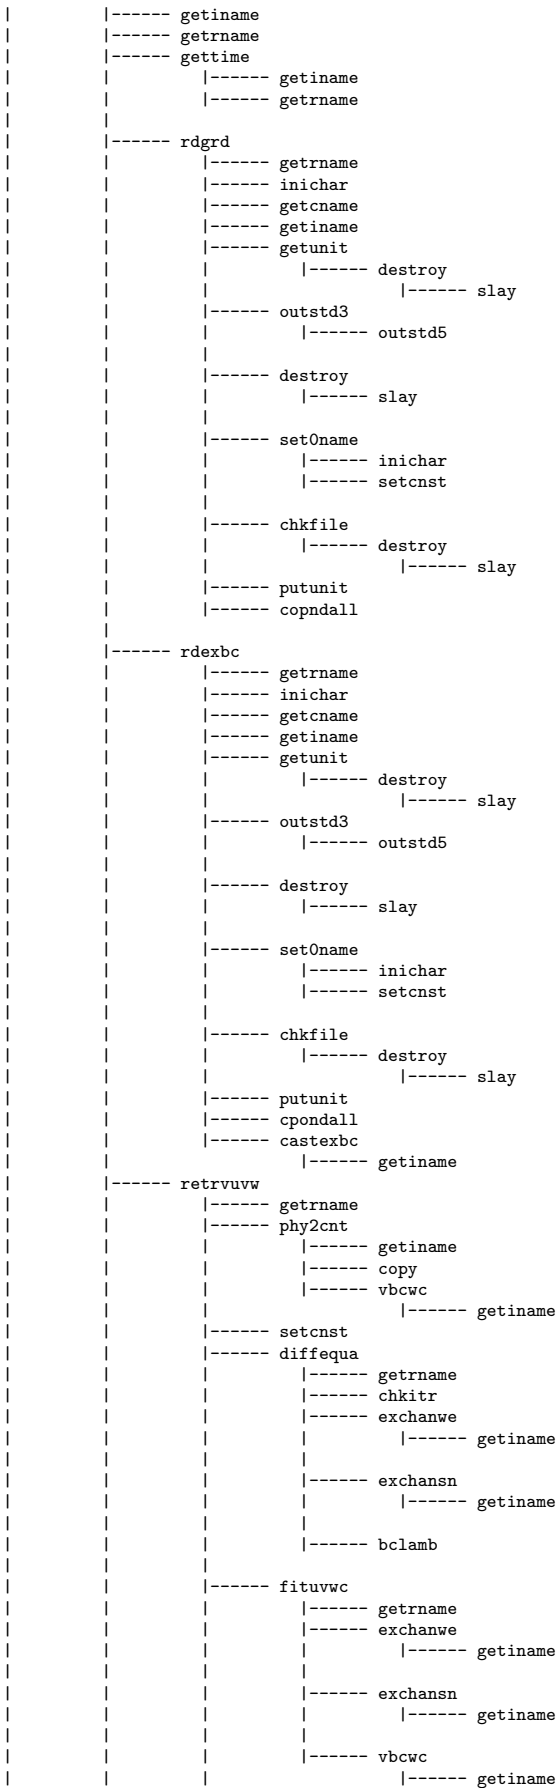 |          |------ getiname
|          |------ getrname
|          |------ gettime
|          |          |------ getiname
|          |          |------ getrname
|          |
|          |------ rdgrd
|          |          |------ getrname
|          |          |------ inichar
|          |          |------ getcname
|          |          |------ getiname
|          |          |------ getunit
|          |          |          |------ destroy
|          |          |                     |------ slay
|          |          |------ outstd3
|          |          |          |------ outstd5
|          |          |
|          |          |------ destroy
|          |          |          |------ slay
|          |          |
|          |          |------ set0name
|          |          |          |------ inichar
|          |          |          |------ setcnst
|          |          |
|          |          |------ chkfile
|          |          |          |------ destroy
|          |          |                     |------ slay
|          |          |------ putunit
|          |          |------ copndall
|          |
|          |------ rdexbc
|          |          |------ getrname
|          |          |------ inichar
|          |          |------ getcname
|          |          |------ getiname
|          |          |------ getunit
|          |          |          |------ destroy
|          |          |                     |------ slay
|          |          |------ outstd3
|          |          |          |------ outstd5
|          |          |
|          |          |------ destroy
|          |          |          |------ slay
|          |          |
|          |          |------ set0name
|          |          |          |------ inichar
|          |          |          |------ setcnst
|          |          |
|          |          |------ chkfile
|          |          |          |------ destroy
|          |          |                     |------ slay
|          |          |------ putunit
|          |          |------ cpondall
|          |          |------ castexbc
|          |                     |------ getiname
|          |------ retrvuvw
|          |          |------ getrname
|          |          |------ phy2cnt
|          |          |          |------ getiname
|          |          |          |------ copy
|          |          |          |------ vbcwc
|          |          |                     |------ getiname
|          |          |------ setcnst
|          |          |------ diffequa
|          |          |          |------ getrname
|          |          |          |------ chkitr
|          |          |          |------ exchanwe
|          |          |          |          |------ getiname
|          |          |          |
|          |          |          |------ exchansn
|          |          |          |          |------ getiname
|          |          |          |
|          |          |          |------ bclamb
|          |          |
|          |          |------ fituvwc
|          |          |          |------ getrname
|          |          |          |------ exchanwe
|          |          |          |          |------ getiname
|          |          |          |
|          |          |          |------ exchansn
|          |          |          |          |------ getiname
|          |          |          |
|          |          |          |------ vbcwc
|          |          |                     |------ getiname